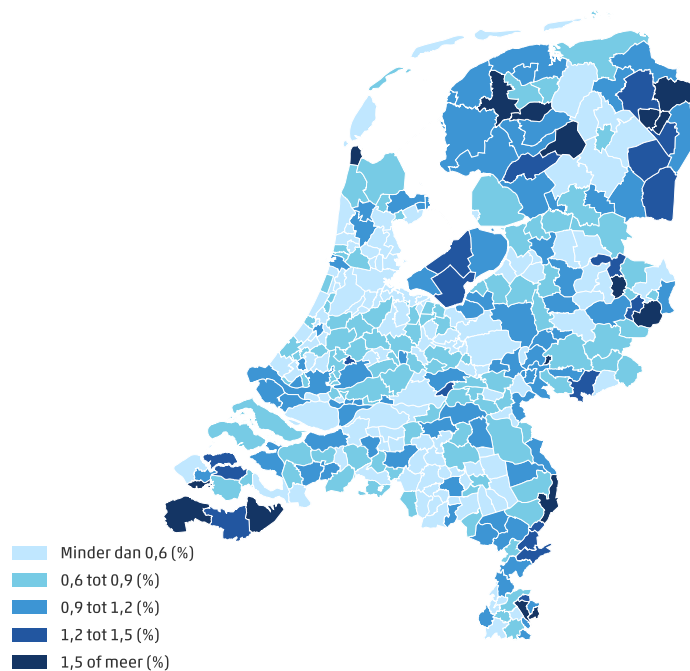 Minder dan 0,6 (%)
0,6 tot 0,9 (%)
0,9 tot 1,2 (%)
1,2 tot 1,5 (%)
1,5 of meer (%)